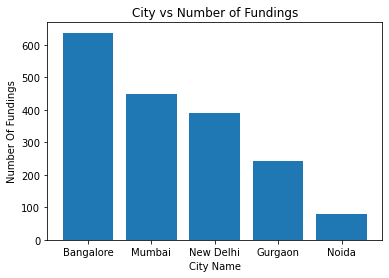 City vs Number of Fundings
Number Of Fundings
600
500
400
300
200
100
0
Bangalore Mumbai New Delhi Gurgaon Noida
City Name